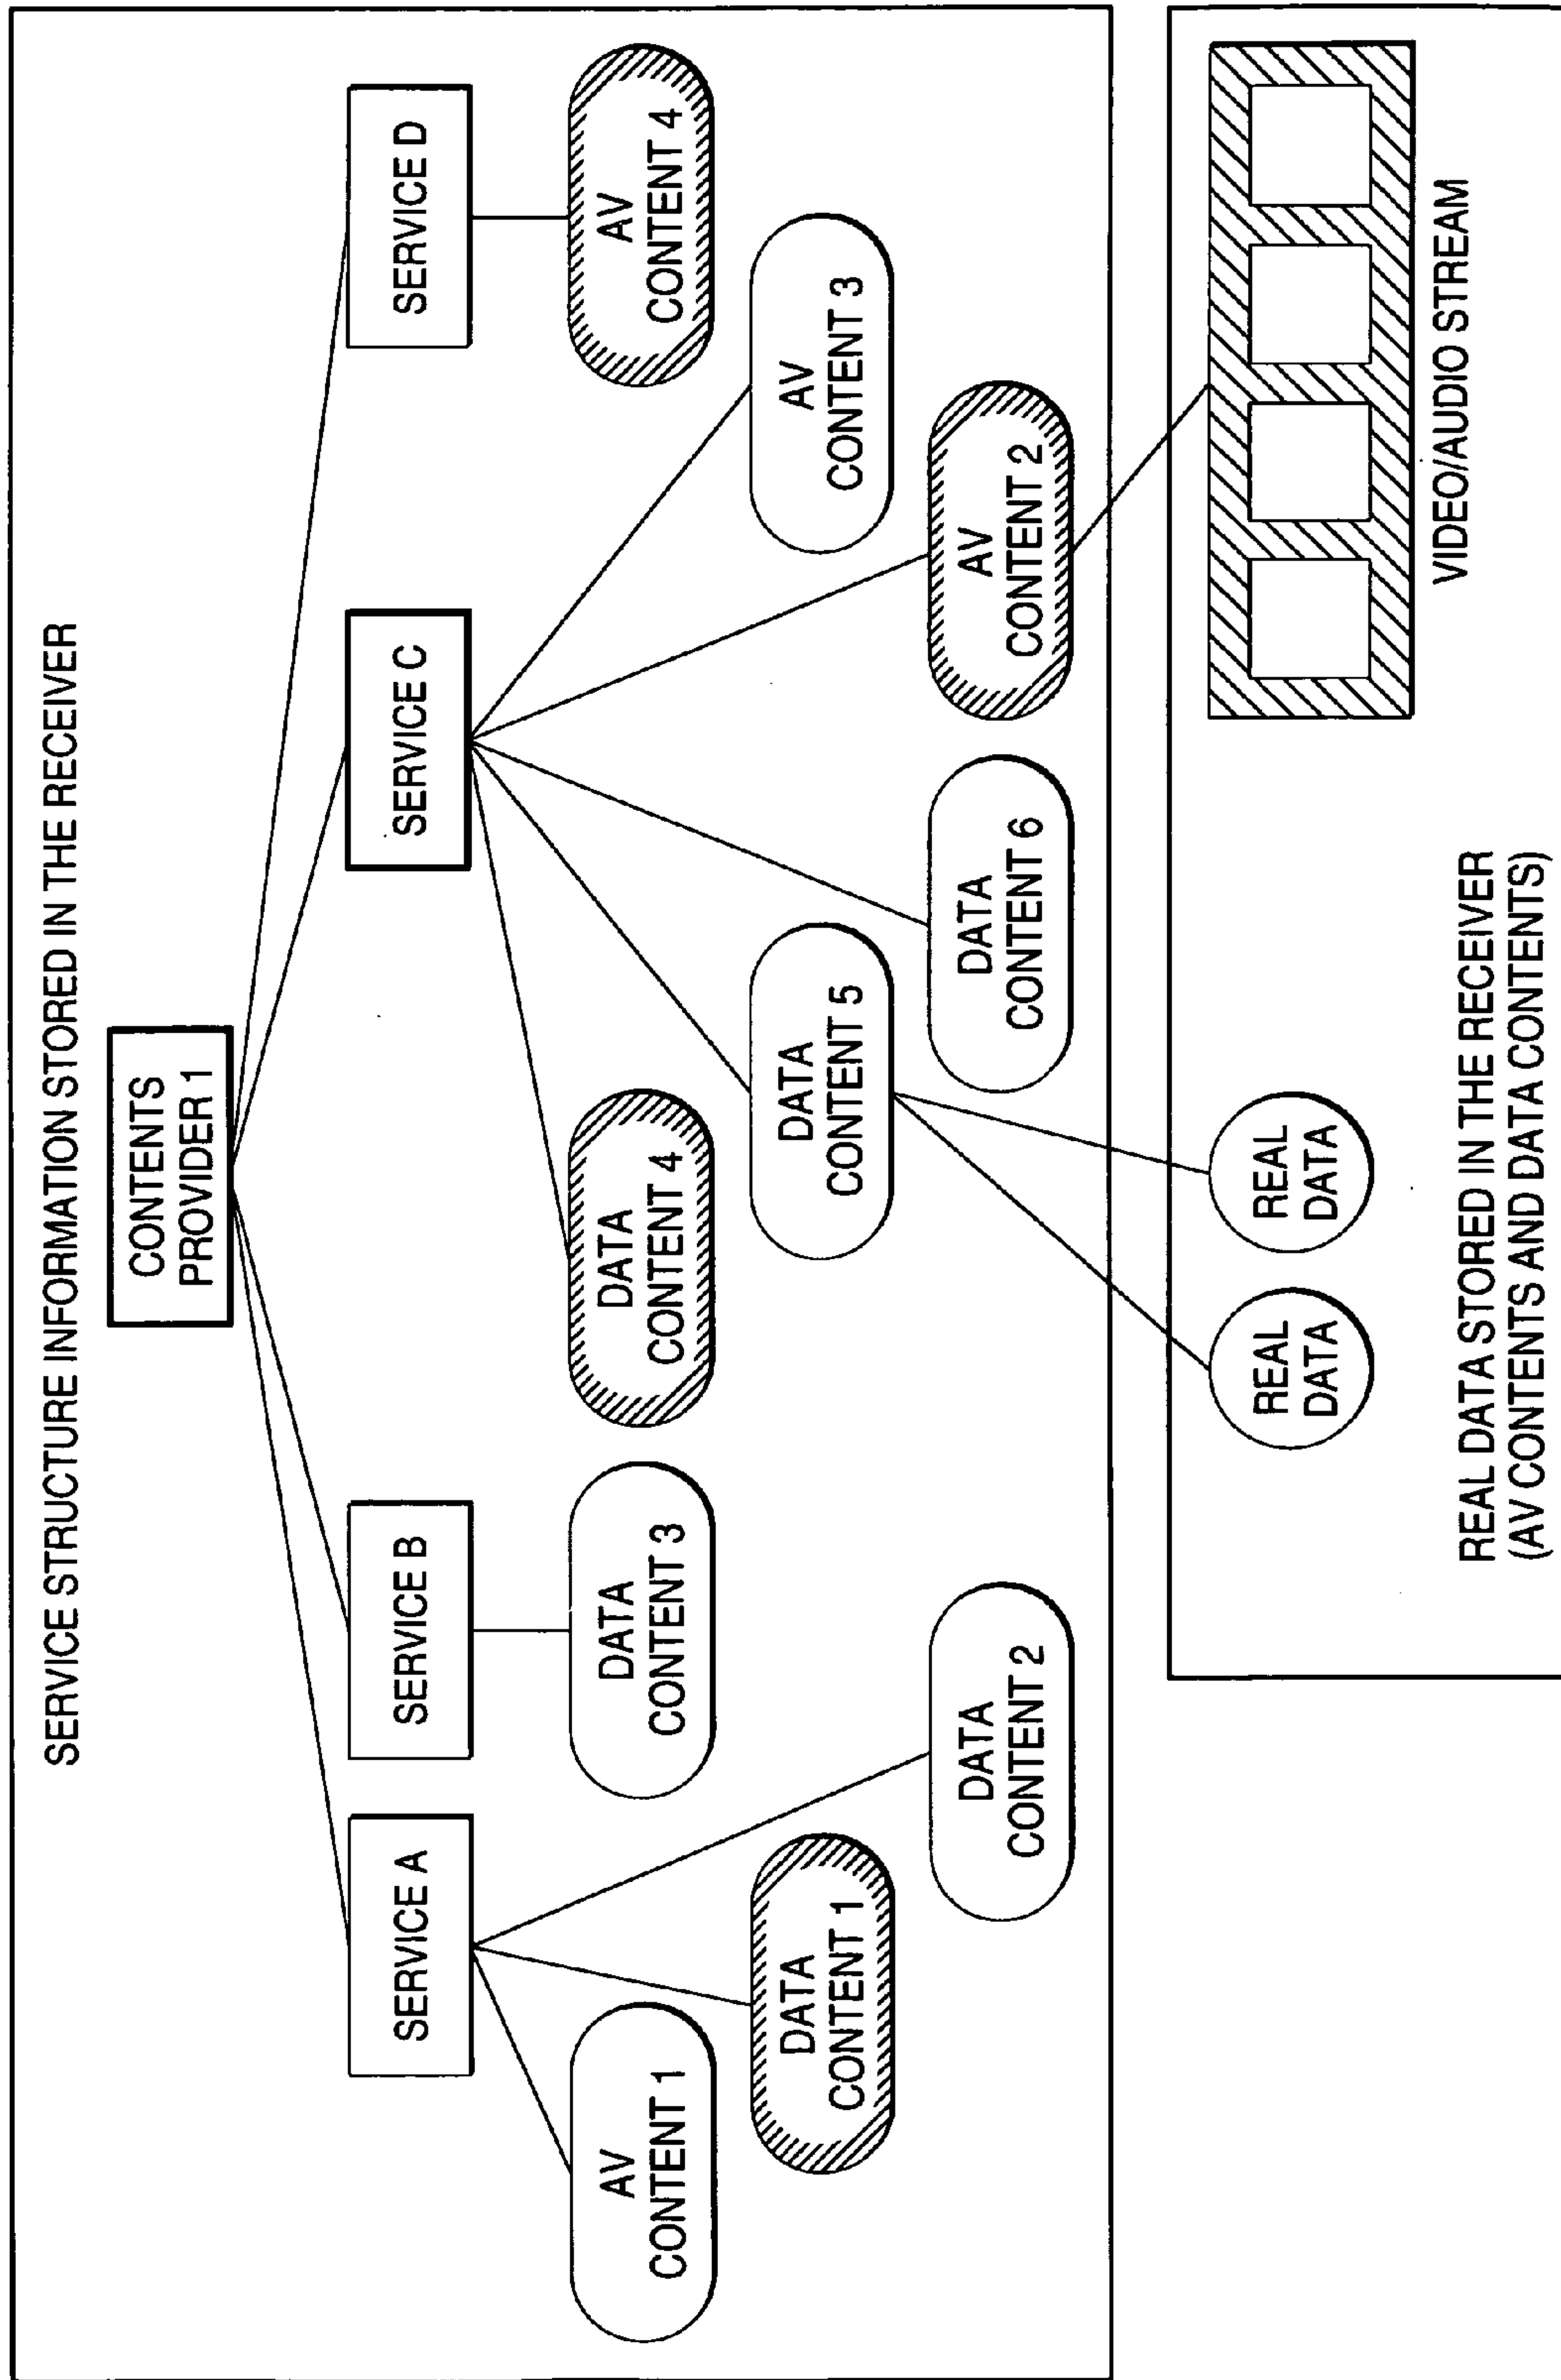 SERVICE STRUCTURE INFORMATION STORED IN THE RECEIVER
CONTENTS
PROVIDER 1
SERVICE A
SERVICE B
SERVICE C
SERVICE D
AV
CONTENT 1
DATA
CONTENT 3
DATA
CONTENT 4
AV
CONTENT 4
DATA
CONTENT 1
DATA
CONTENT 5
AV
CONTENT 3
DATA
CONTENT 2
DATA
CONTENT 6
AV
CONTENT 2
REAL
DATA
REAL
DATA
VIDEO/AUDIO STREAM
REAL DATA STORED IN THE RECEIVER
(AV CONTENTS AND DATA CONTENTS)